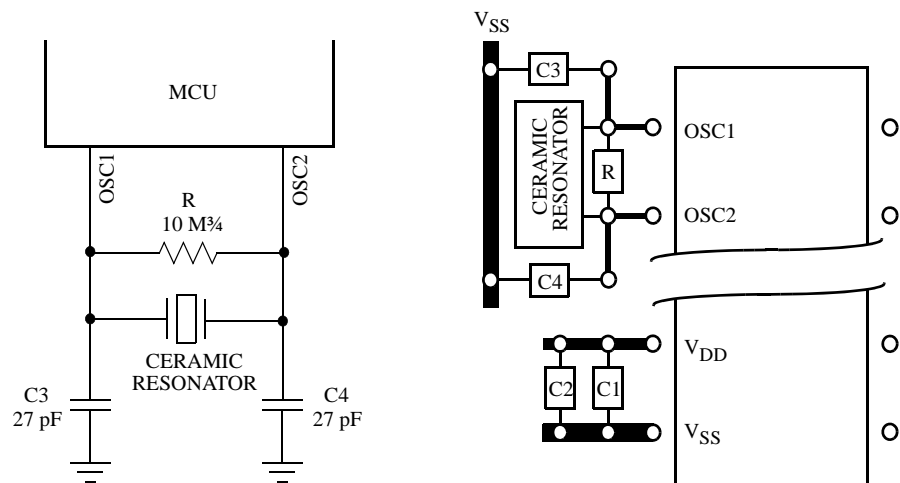 MCU
OSC1
OSC2
R
10 M¾
CERAMIC
RESONATOR
C3
27 pF
C4
27 pF
VSS
C3
CERAMIC
RESONATOR
R
C4
OSC1
OSC2
C2
C1
VDD
VSS